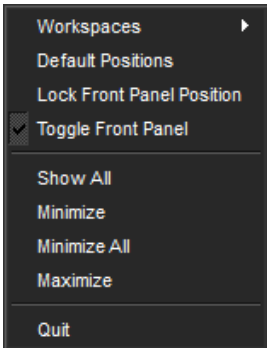 Workspaces
Default Positions
Lock Front Panel Position
Toggle Front Panel
Show All
Minimize
Minimize All
Maximize
Quit